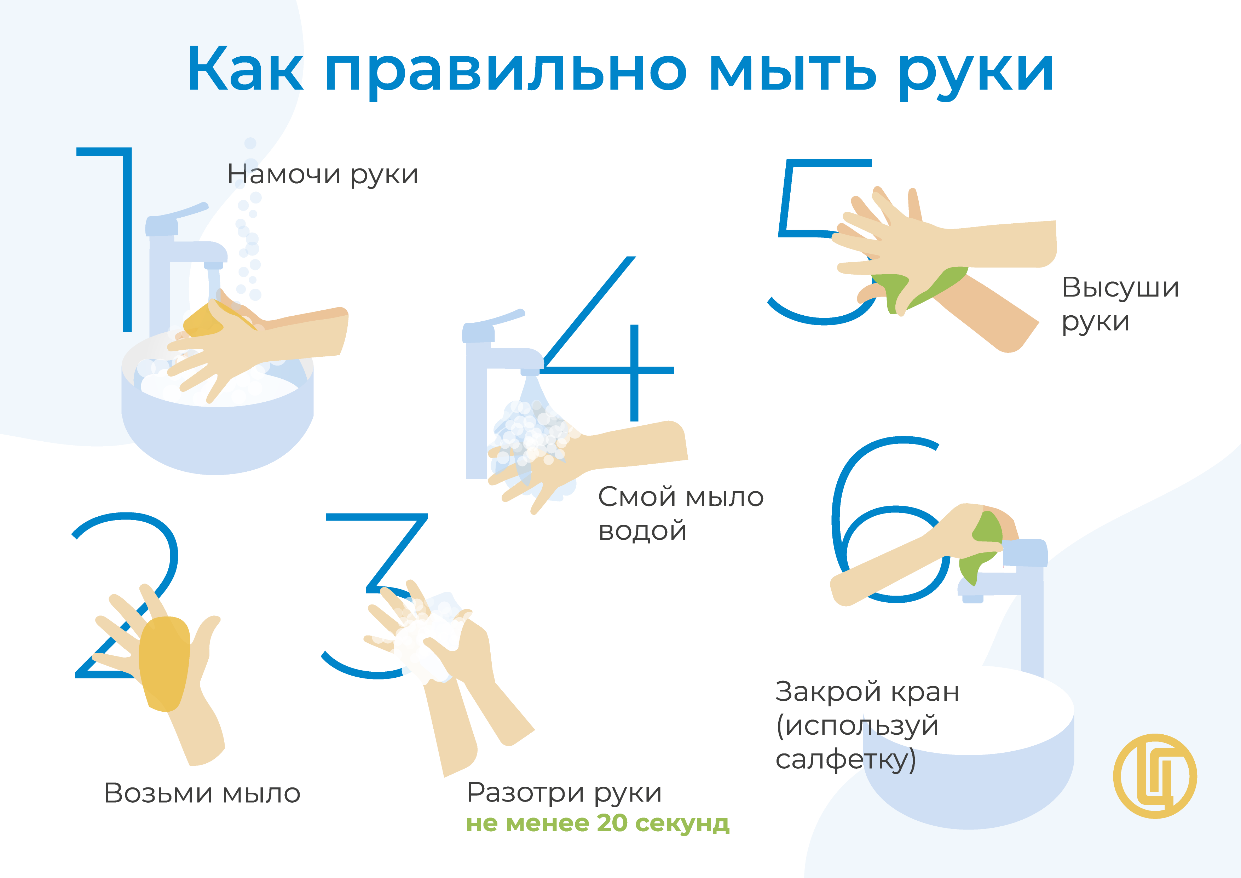 Как правильно мыть руки
1
Намочи руки
2
Возьми мыло
3
Разотри руки
не менее 20 секунд
4
Смой мыло
водой
5
Высуши
руки
6
Закрой кран
(используй
салфетку)